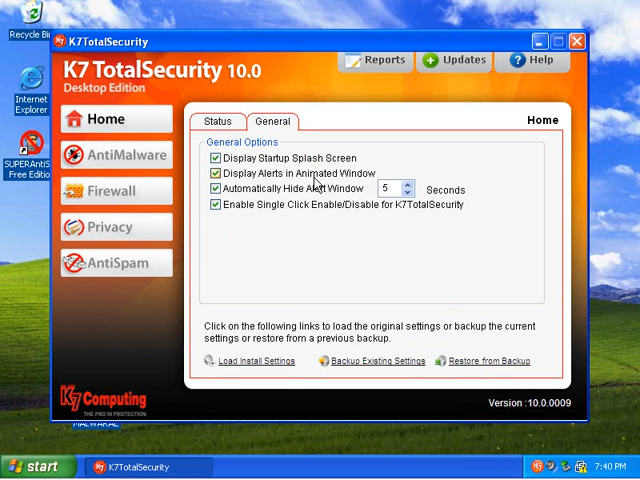 Recycle Bin
Internet
Explorer
SUPERAntiS
Free Edition
K7TotalSecurity
K7 TotalSecurity 10.0
Desktop Edition
Reports
Updates
Help
Home
AntiMalware
Firewall
Privacy
AntiSpam
Status
General
Home
General Options
Display Startup Splash Screen
Display Alerts in Animated Window
Automatically Hide Alert Window 5 Seconds
Enable Single Click Enable/Disable for K7TotalSecurity
Click on the following links to load the original settings or backup the current
settings or restore from a previous backup.
Load Install Settings
Backup Existing Settings
Restore from Backup
K7Computing
THE PRO IN PROTECTION
Version :10.0.0009
start
K7TotalSecurity
7:40 PM